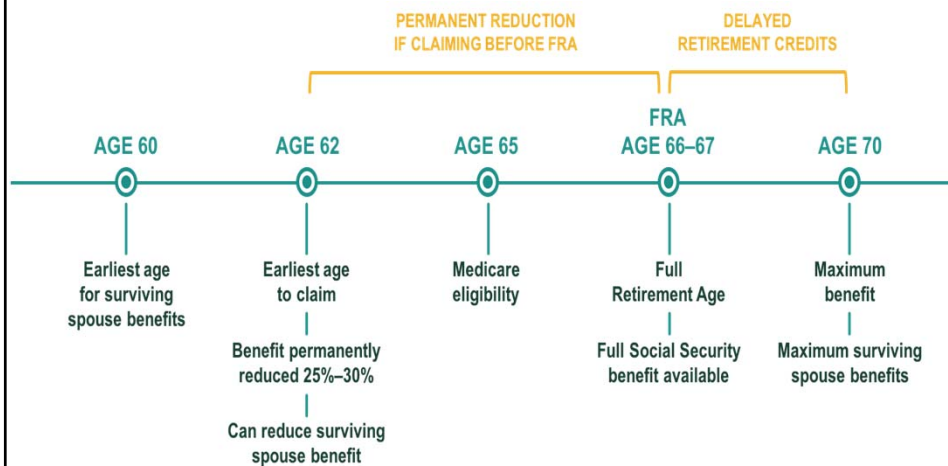 PERMANENT REDUCTION
IF CLAIMING BEFORE FRA
DELAYED
RETIREMENT CREDITS
AGE 60
AGE 62
AGE 65
FRA
AGE 66–67
AGE 70
Earliest age
for surviving
spouse benefits
Earliest age
to claim
Benefit permanently
reduced 25%–30%
Can reduce surviving
spouse benefit
Medicare
eligibility
Full
Retirement Age
Full Social Security
benefit available
Maximum
benefit
Maximum surviving
spouse benefits